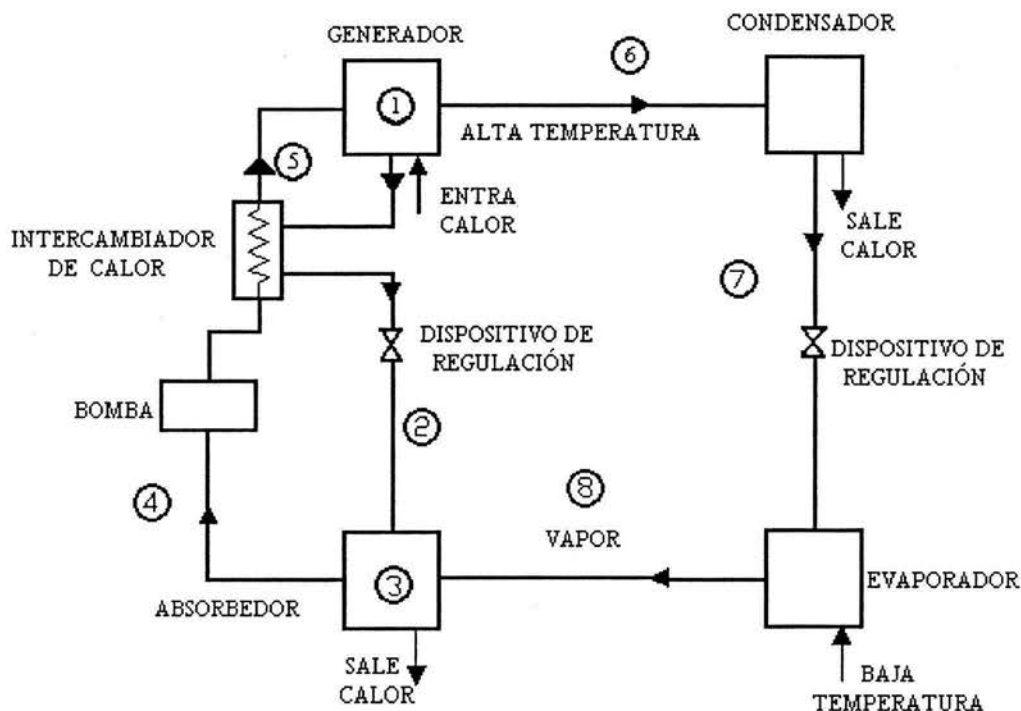 GENERADOR
CONDENSADOR
6
1
ALTA TEMPERATURA
5
ENTRA
CALOR
SALE
CALOR
INTERCAMBIADOR
DE CALOR
7
DISPOSITIVO DE
REGULACIÓN
DISPOSITIVO DE
REGULACIÓN
BOMBA
2
4
8
VAPOR
3
EVAPORADOR
ABSORBEDOR
SALE
CALOR
BAJA
TEMPERATURA